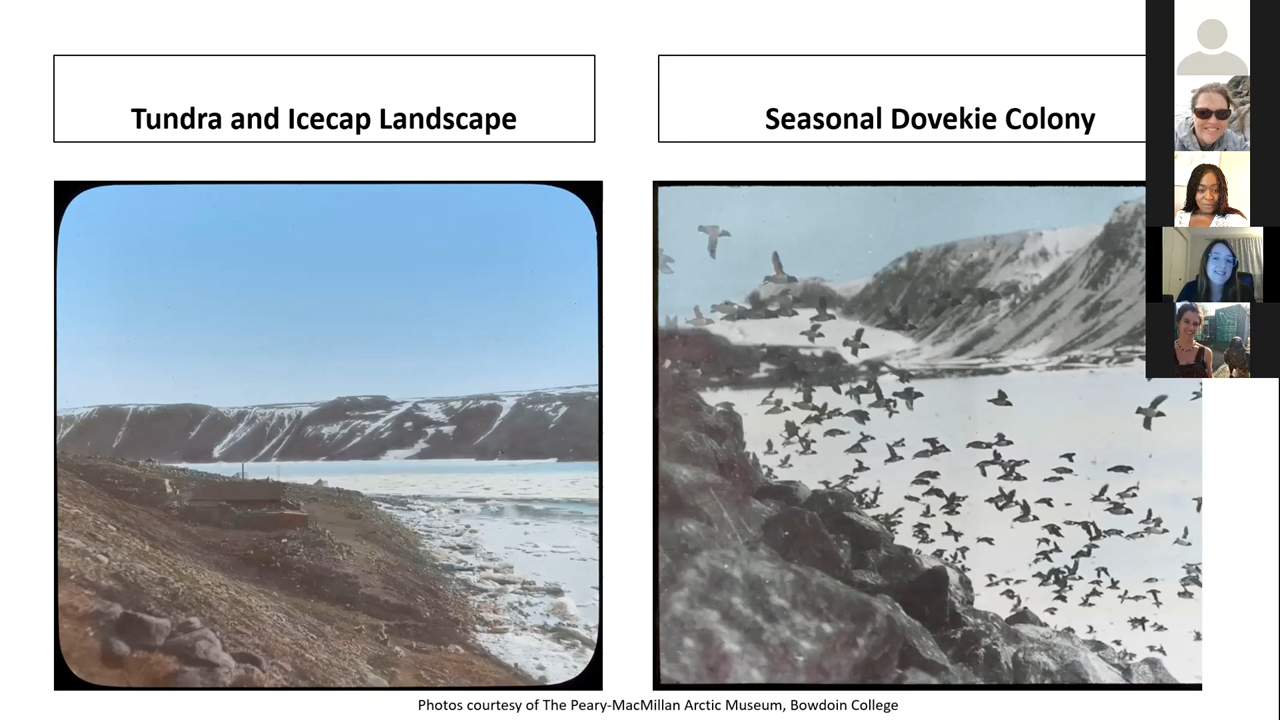 Tundra and Icecap Landscape
Seasonal Dovekie Colony
Photos courtesy of The Peary-MacMillan Arctic Museum, Bowdoin College